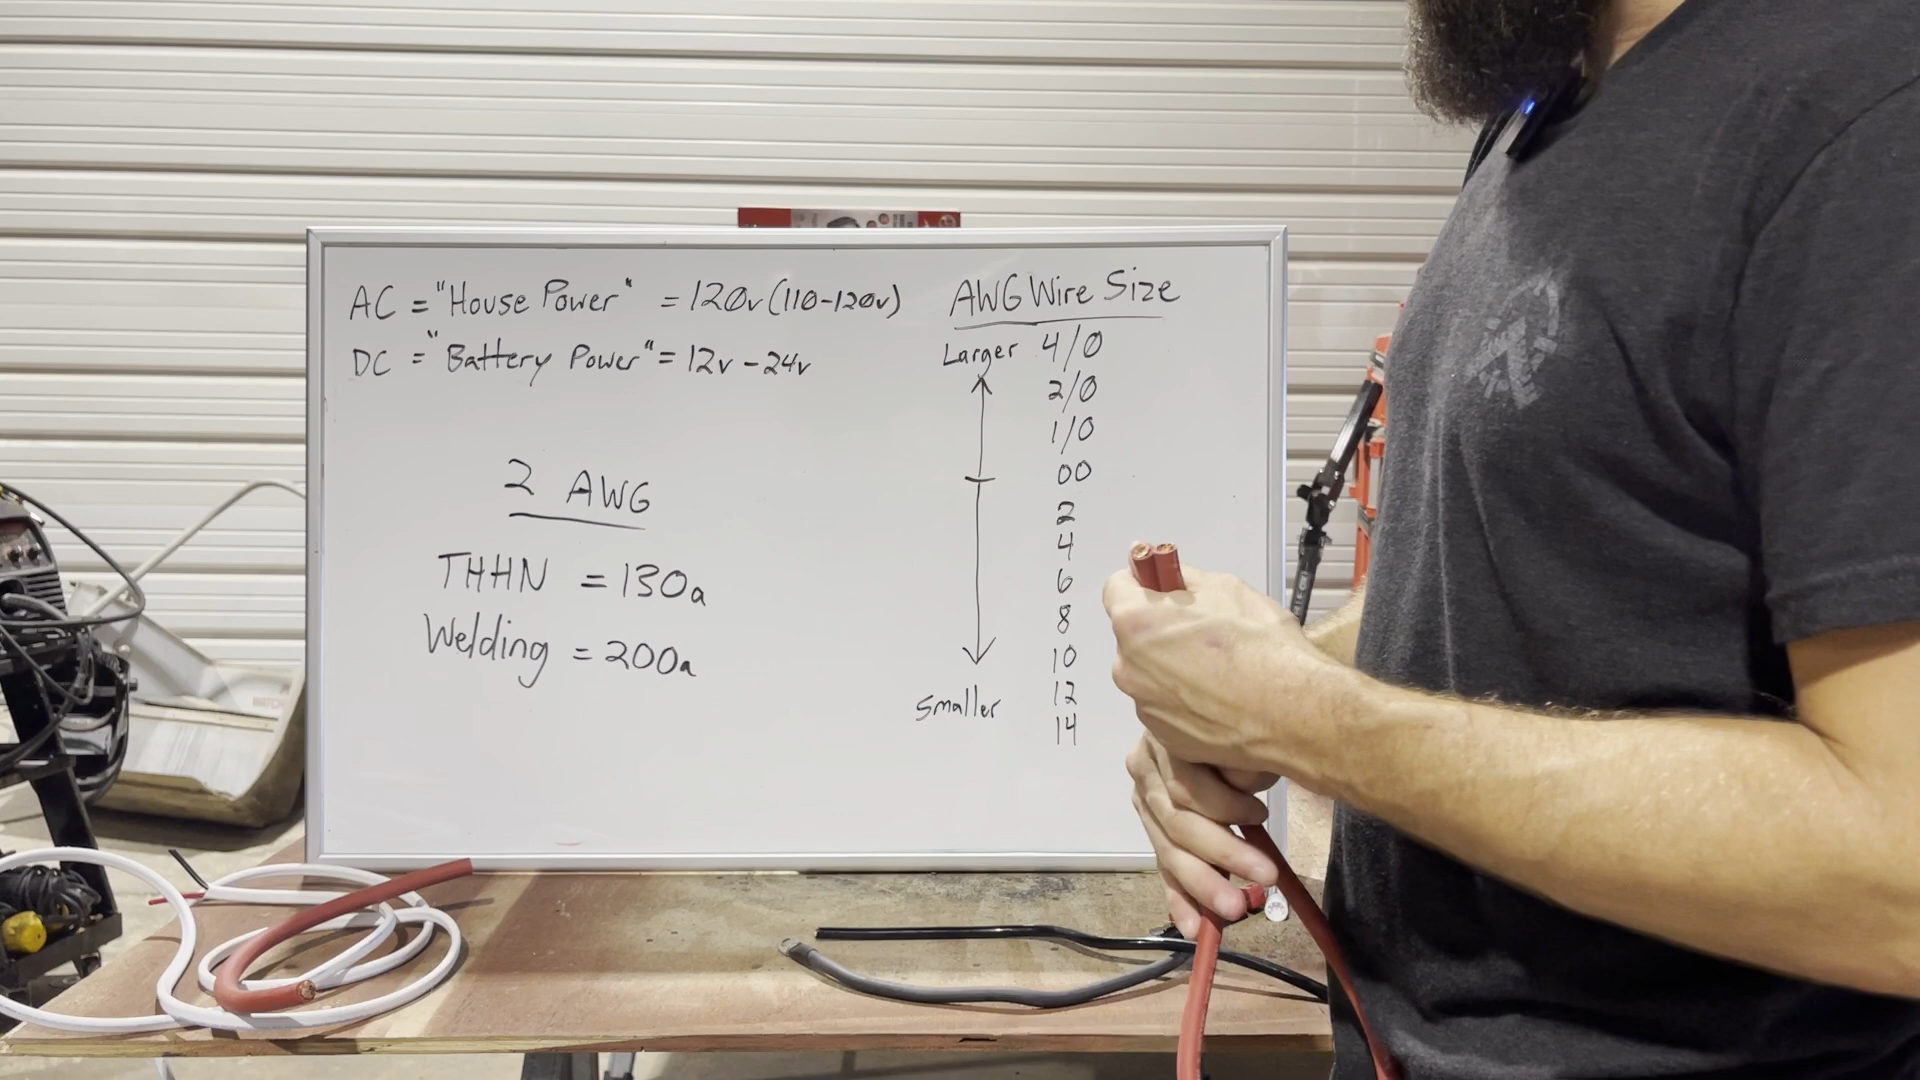 AC = "House Power" = 120v (110-120v)
DC = "Battery Power" = 12v - 24v
2 AWG
THHN = 130a
Welding = 200a
AWG Wire Size
Larger 4/0
2/0
1/0
00
2
4
6
8
10
Smaller 12
14